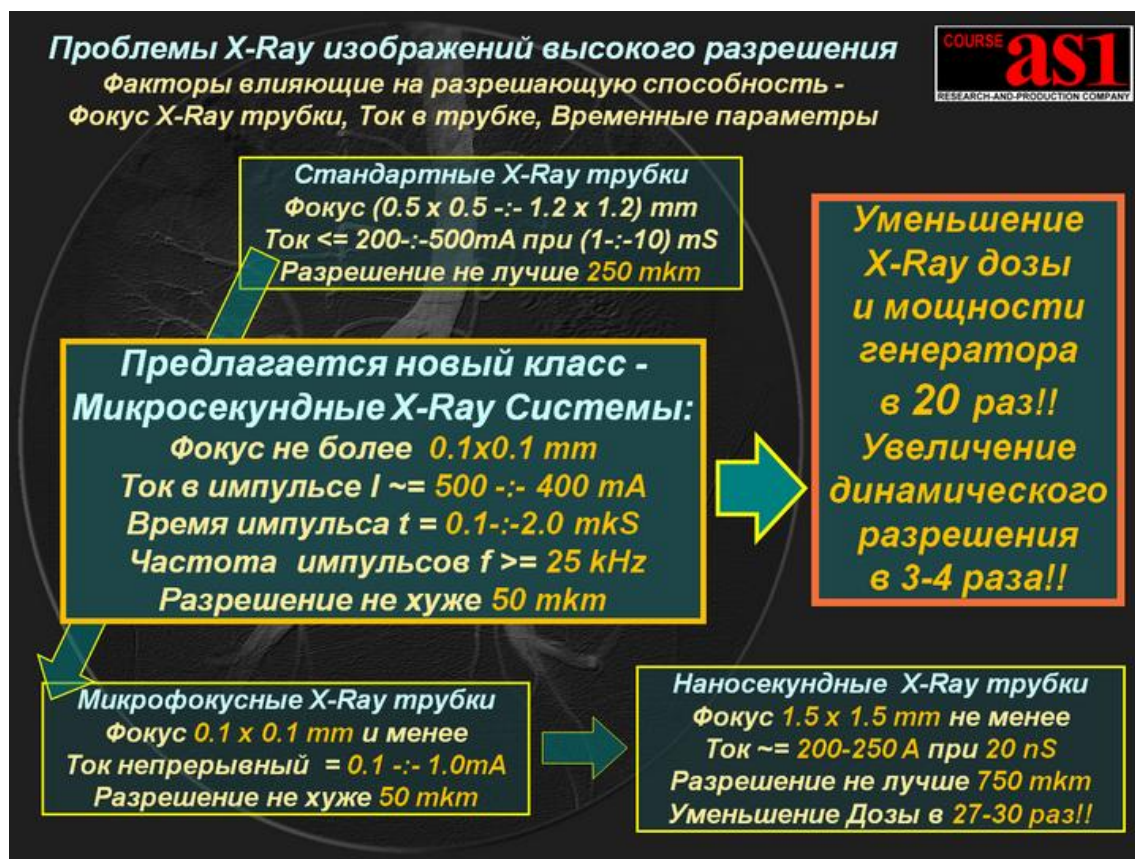 Проблемы X-Ray изображений высокого разрешения
Факторы влияющие на разрешающую способность -
Фокус X-Ray трубки, Ток в трубке, Временные параметры
COURSE as1
RESEARCH-AND-PRODUCTION COMPANY
Стандартные X-Ray трубки
Фокус (0.5 x 0.5 -:- 1.2 x 1.2) mm
Ток <= 200-:-500mA при (1-:-10) mS
Разрешение не лучше 250 mkm
Предлагается новый класс -
Микросекундные X-Ray Системы:
Фокус не более 0.1x0.1 mm
Ток в импульсе I ~= 500 -:- 400 mA
Время импульса t = 0.1-:-2.0 mkS
Частота импульсов f >= 25 kHz
Разрешение не хуже 50 mkm
Уменьшение
X-Ray дозы
и мощности
генератора
в 20 раз!!
Увеличение
динамического
разрешения
в 3-4 раза!!
Микрофокусные X-Ray трубки
Фокус 0.1 x 0.1 mm и менее
Ток непрерывный = 0.1 -:- 1.0mA
Разрешение не хуже 50 mkm
Наносекундные X-Ray трубки
Фокус 1.5 x 1.5 mm не менее
Ток ~= 200-250 A при 20 nS
Разрешение не лучше 750 mkm
Уменьшение Дозы в 27-30 раз!!